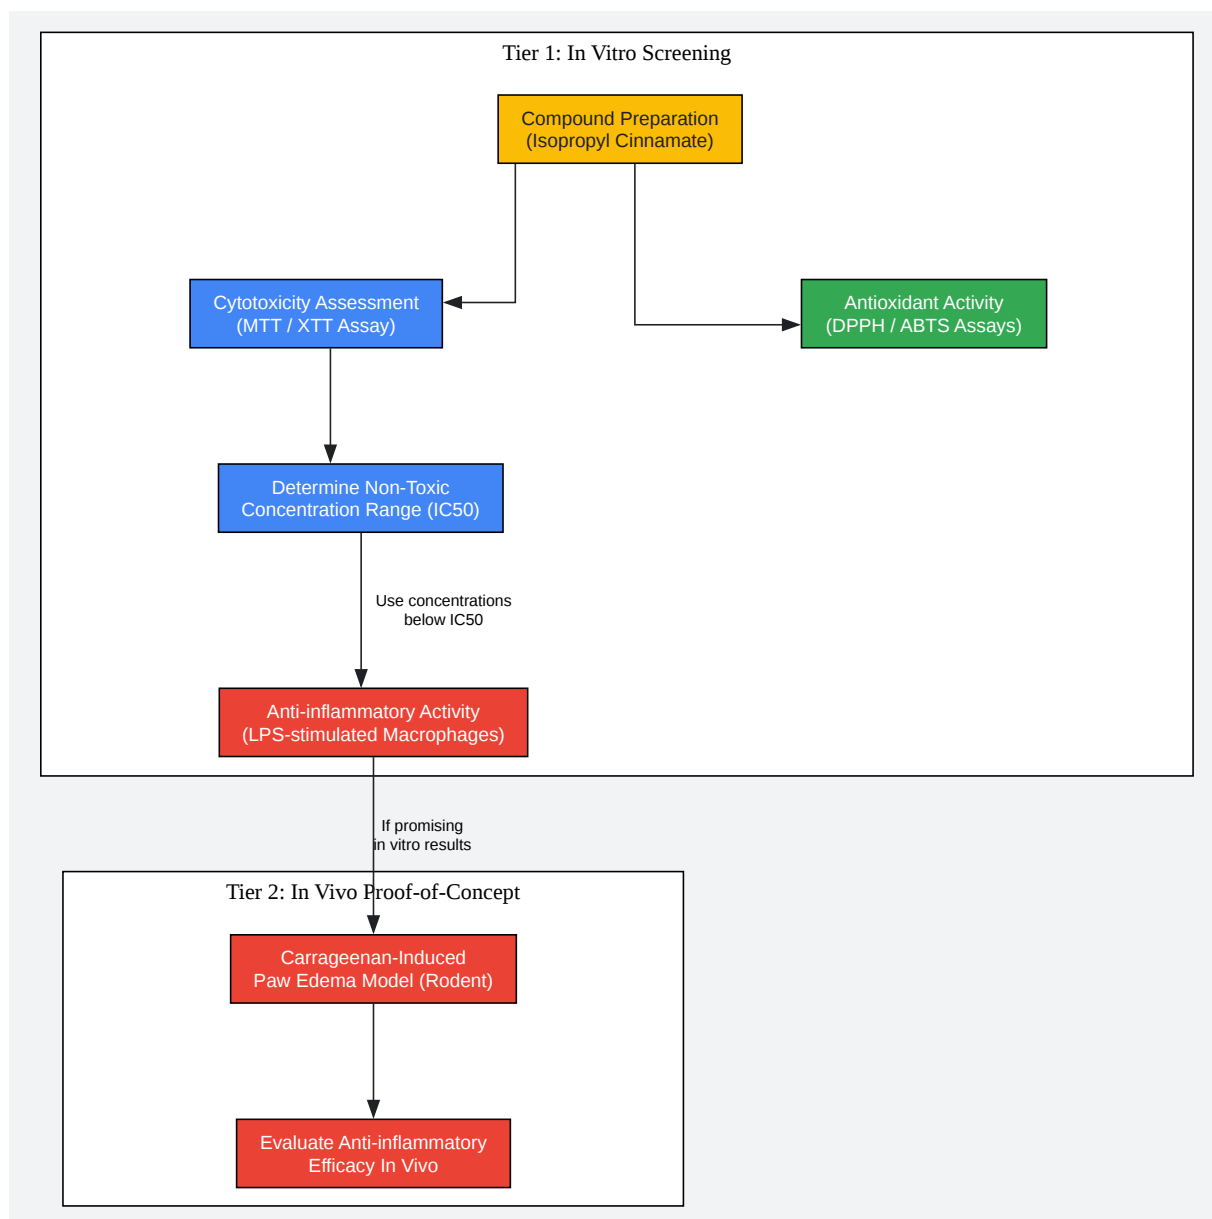 Tier 1: In Vitro Screening
Compound Preparation
(Isopropyl Cinnamate)
Cytotoxicity Assessment
(MTT / XTT Assay)
Antioxidant Activity
(DPPH / ABTS Assays)
Determine Non-Toxic
Concentration Range (IC50)
Use concentrations
below IC50
Anti-inflammatory Activity
(LPS-stimulated Macrophages)
If promising
in vitro results
Tier 2: In Vivo Proof-of-Concept
Carrageenan-Induced
Paw Edema Model (Rodent)
Evaluate Anti-inflammatory
Efficacy In Vivo